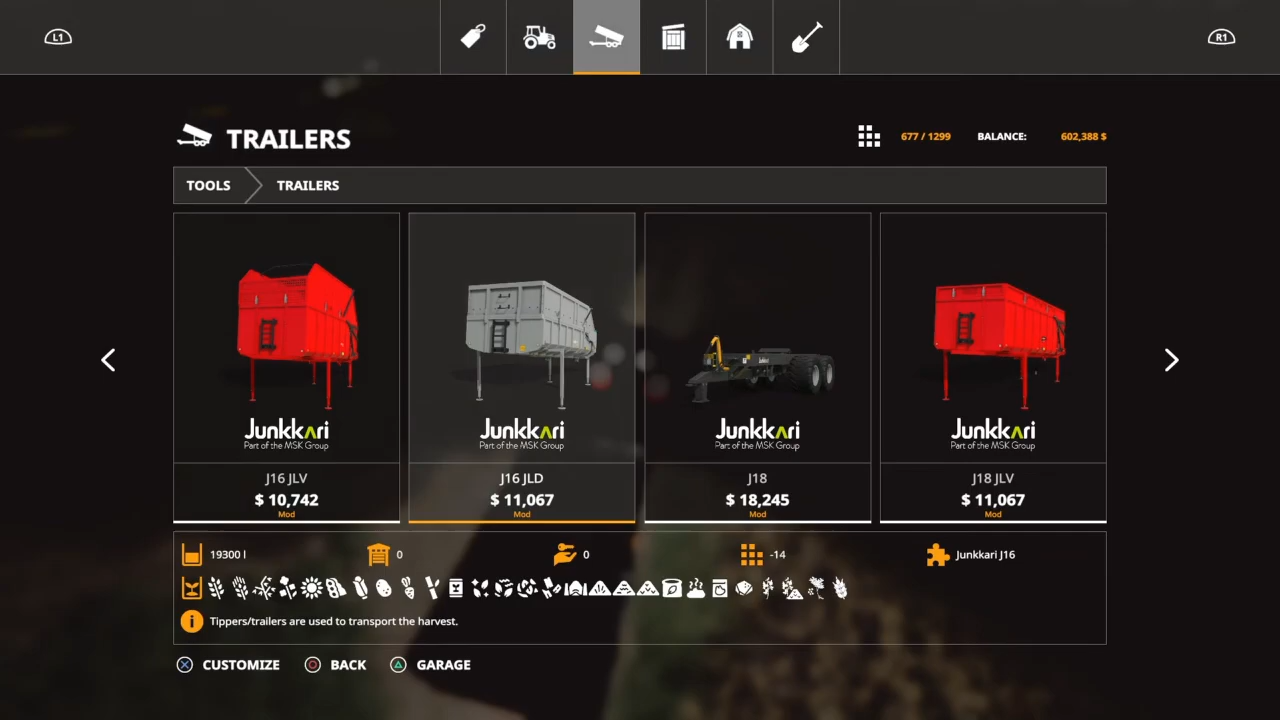 L1
R1
TRAILERS
677 / 1299
BALANCE:
602,388 $
TOOLS
TRAILERS
Junkkari
Part of the MSK Group
J16 JLV
$ 10,742
Mod
Junkkari
Part of the MSK Group
J16 JLD
$ 11,067
Mod
Junkkari
Part of the MSK Group
J18
$ 18,245
Mod
Junkkari
Part of the MSK Group
J18 JLV
$ 11,067
Mod
19300 l
0
0
-14
Junkkari J16
Tippers/trailers are used to transport the harvest.
CUSTOMIZE
BACK
GARAGE